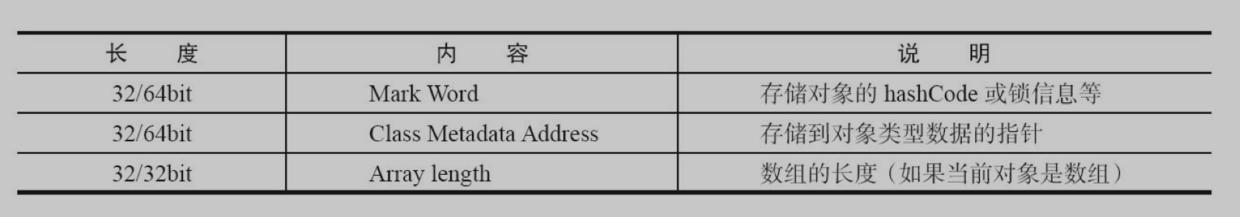 长 度 内 容 说 明
32/64bit Mark Word 存储对象的 hashCode 或锁信息等
32/64bit Class Metadata Address 存储到对象类型数据的指针
32/32bit Array length 数组的长度（如果当前对象是数组）